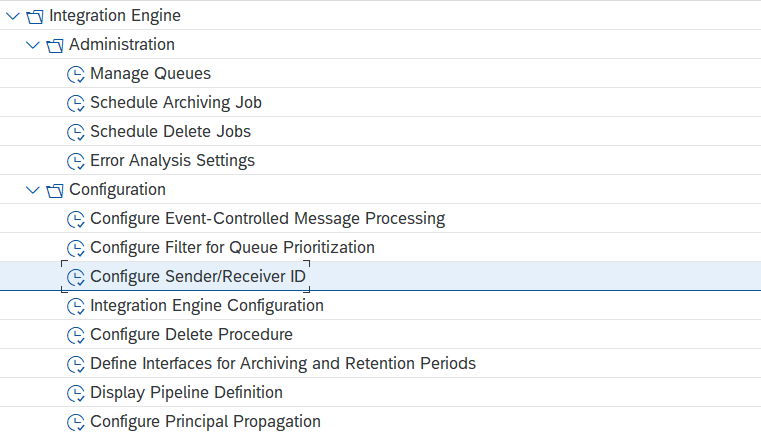 Integration Engine
Administration
Manage Queues
Schedule Archiving Job
Schedule Delete Jobs
Error Analysis Settings
Configuration
Configure Event-Controlled Message Processing
Configure Filter for Queue Prioritization
Configure Sender/Receiver ID
Integration Engine Configuration
Configure Delete Procedure
Define Interfaces for Archiving and Retention Periods
Display Pipeline Definition
Configure Principal Propagation